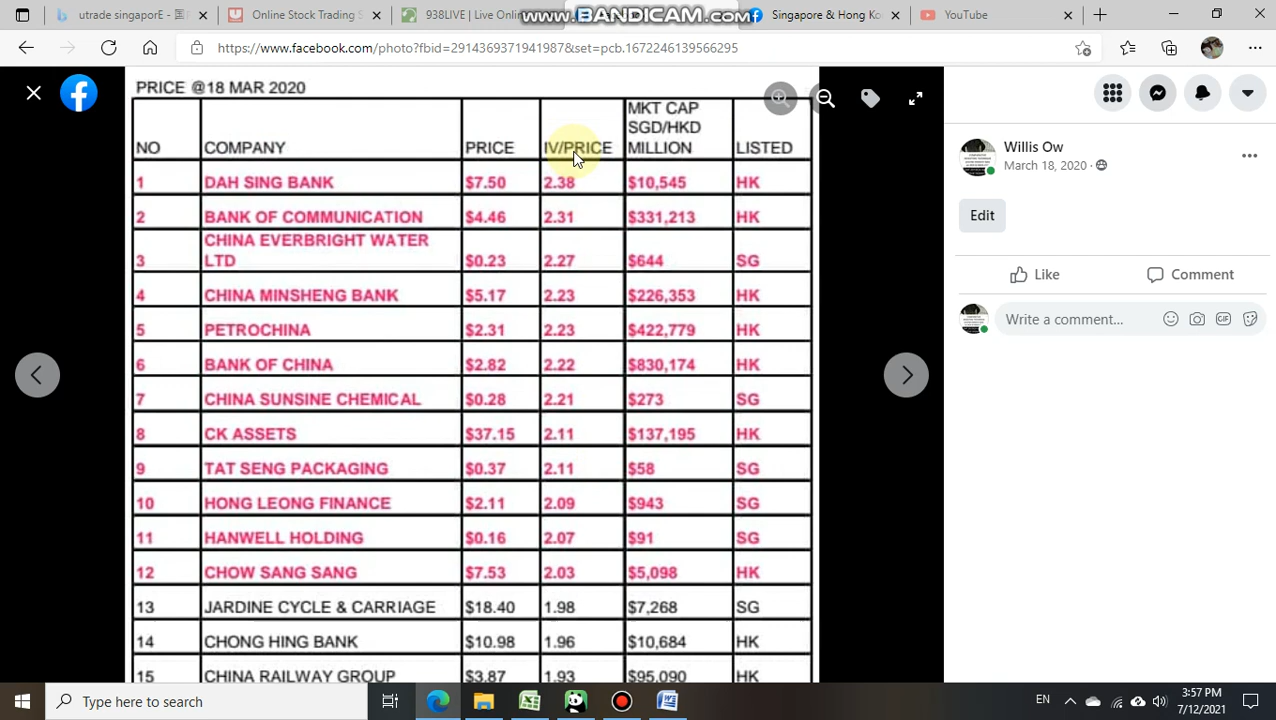 utrade singapore - Bing
Online Stock Trading S
938LIVE | Live Onli
www.BANDICAM.com
Singapore & Hong Ko
YouTube
https://www.facebook.com/photo?fbid=2914369371941987&set=pcb.1672246139566295
PRICE @18 MAR 2020
NO COMPANY PRICE IV/PRICE MKT CAP SGD/HKD MILLION LISTED
1 DAH SING BANK $7.50 2.38 $10,545 HK
2 BANK OF COMMUNICATION $4.46 2.31 $331,213 HK
3 CHINA EVERBRIGHT WATER LTD $0.23 2.27 $644 SG
4 CHINA MINSHENG BANK $5.17 2.23 $226,353 HK
5 PETROCHINA $2.31 2.23 $422,779 HK
6 BANK OF CHINA $2.82 2.22 $830,174 HK
7 CHINA SUNSINE CHEMICAL $0.28 2.21 $273 SG
8 CK ASSETS $37.15 2.11 $137,195 HK
9 TAT SENG PACKAGING $0.37 2.11 $58 SG
10 HONG LEONG FINANCE $2.11 2.09 $943 SG
11 HANWELL HOLDING $0.16 2.07 $91 SG
12 CHOW SANG SANG $7.53 2.03 $5,098 HK
13 JARDINE CYCLE & CARRIAGE $18.40 1.98 $7,268 SG
14 CHONG HING BANK $10.98 1.96 $10,684 HK
15 CHINA RAILWAY GROUP $3.87 1.93 $95,090 HK
Willis Ow
March 18, 2020
Edit
Like Comment
Write a comment...
GIF
Type here to search
EN
3:57 PM
7/12/2021